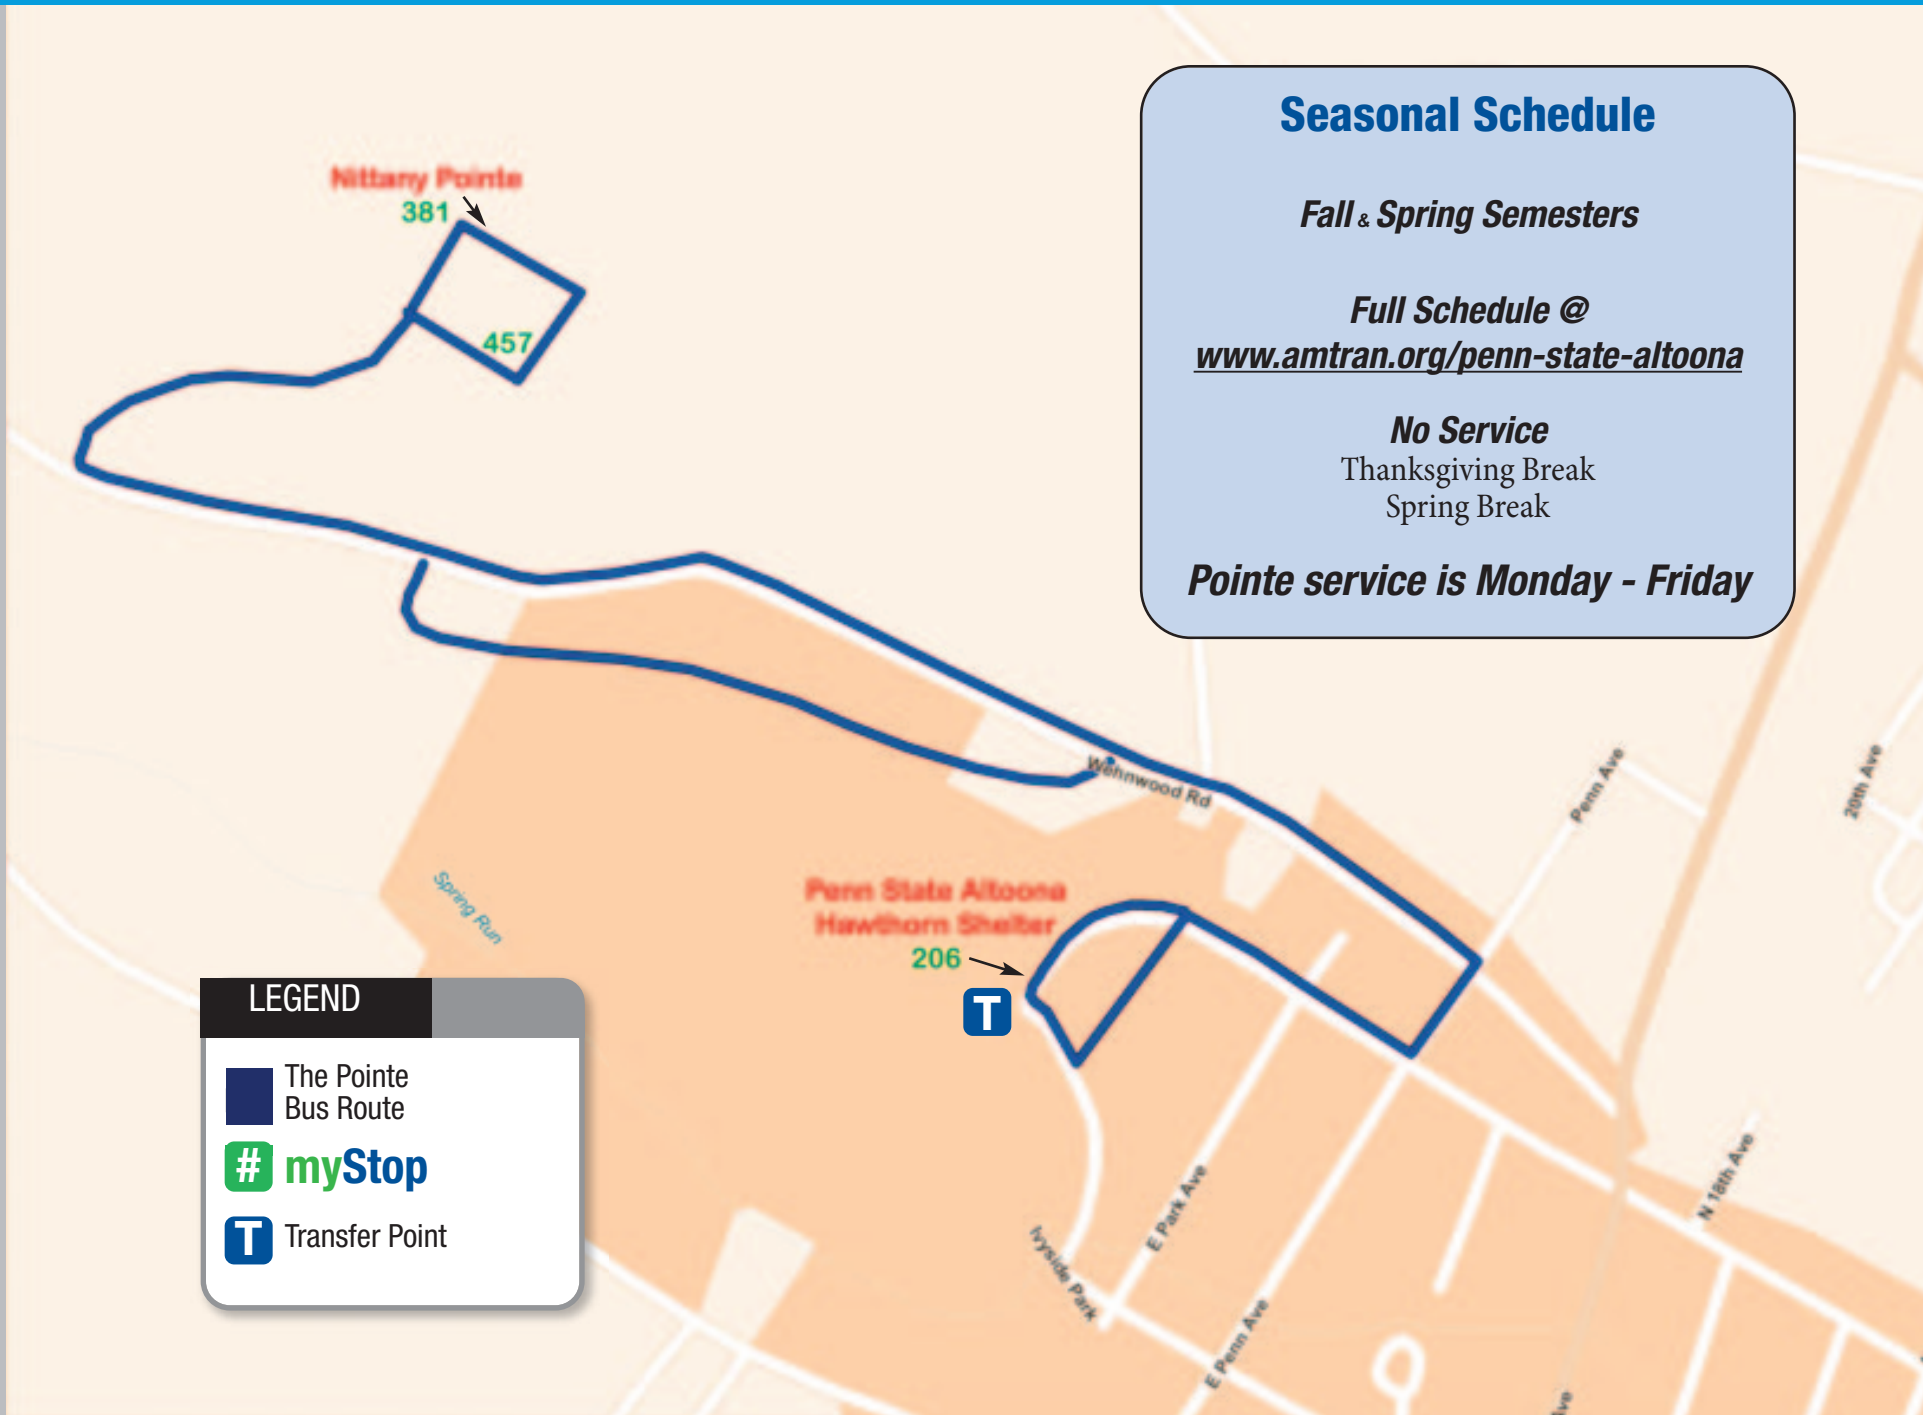 Seasonal Schedule
Fall & Spring Semesters
Full Schedule @
www.amtran.org/penn-state-altoona
No Service
Thanksgiving Break
Spring Break
Pointe service is Monday - Friday
Nittany Pointe
381
457
Wehnwood Rd
Penn Ave
20th Ave
Penn State Altoona
Hawthorn Shelter
206
T
Spring Run
N 18th Ave
E Park Ave
Ivyside Park
E Penn Ave
Ave
LEGEND
The Pointe
Bus Route
# myStop
T Transfer Point